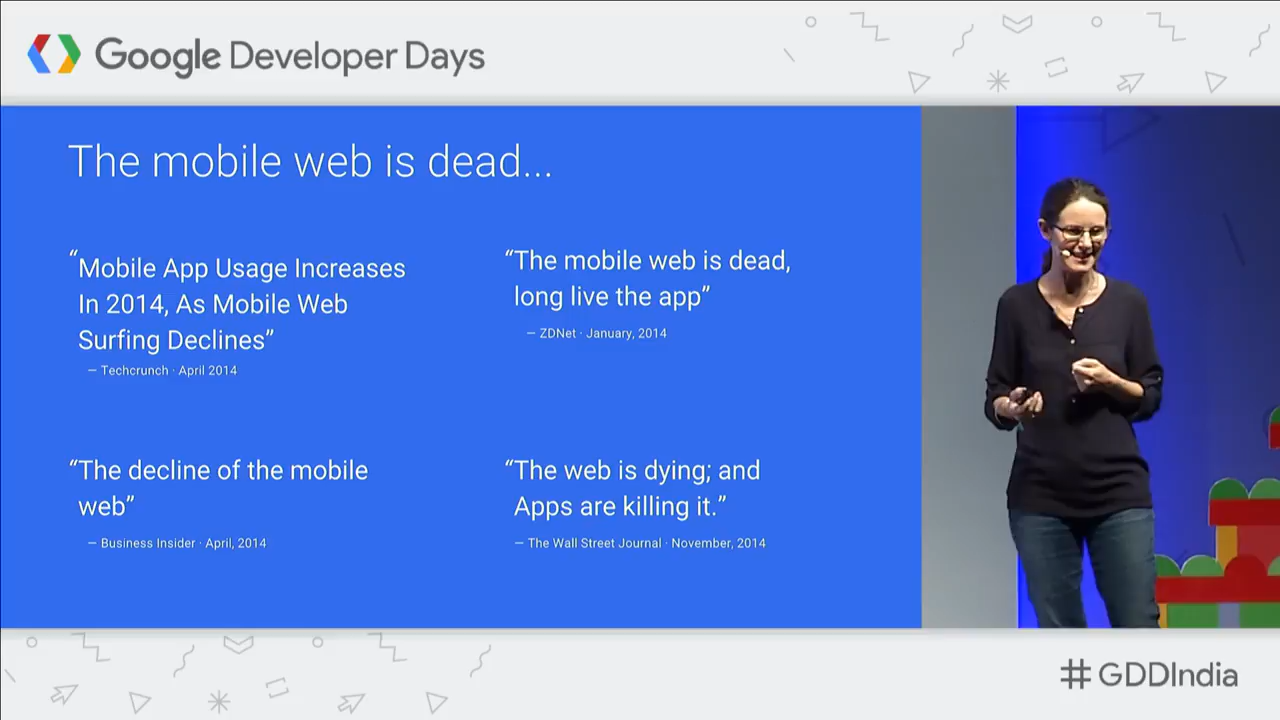 Google Developer Days
The mobile web is dead...
“Mobile App Usage Increases
In 2014, As Mobile Web
Surfing Declines”
— Techcrunch · April 2014
“The mobile web is dead,
long live the app”
— ZDNet · January, 2014
“The decline of the mobile
web”
— Business Insider · April, 2014
“The web is dying; and
Apps are killing it.”
— The Wall Street Journal · November, 2014
#GDDIndia